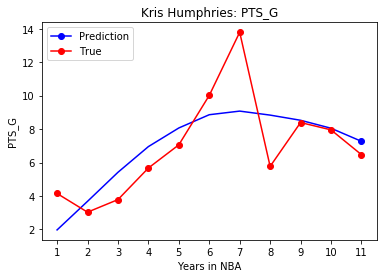 Kris Humphries: PTS_G
Prediction
True
PTS_G
14
12
10
8
6
4
2
1 2 3 4 5 6 7 8 9 10 11
Years in NBA